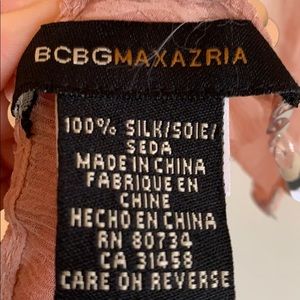 BCBGMAXAZRIA
100% SILK/SOIE/
SEDA
MADE IN CHINA
FABRIQUE EN
CHINE
HECHO EN CHINA
RN 80734
CA 31458
CARE ON REVERSE